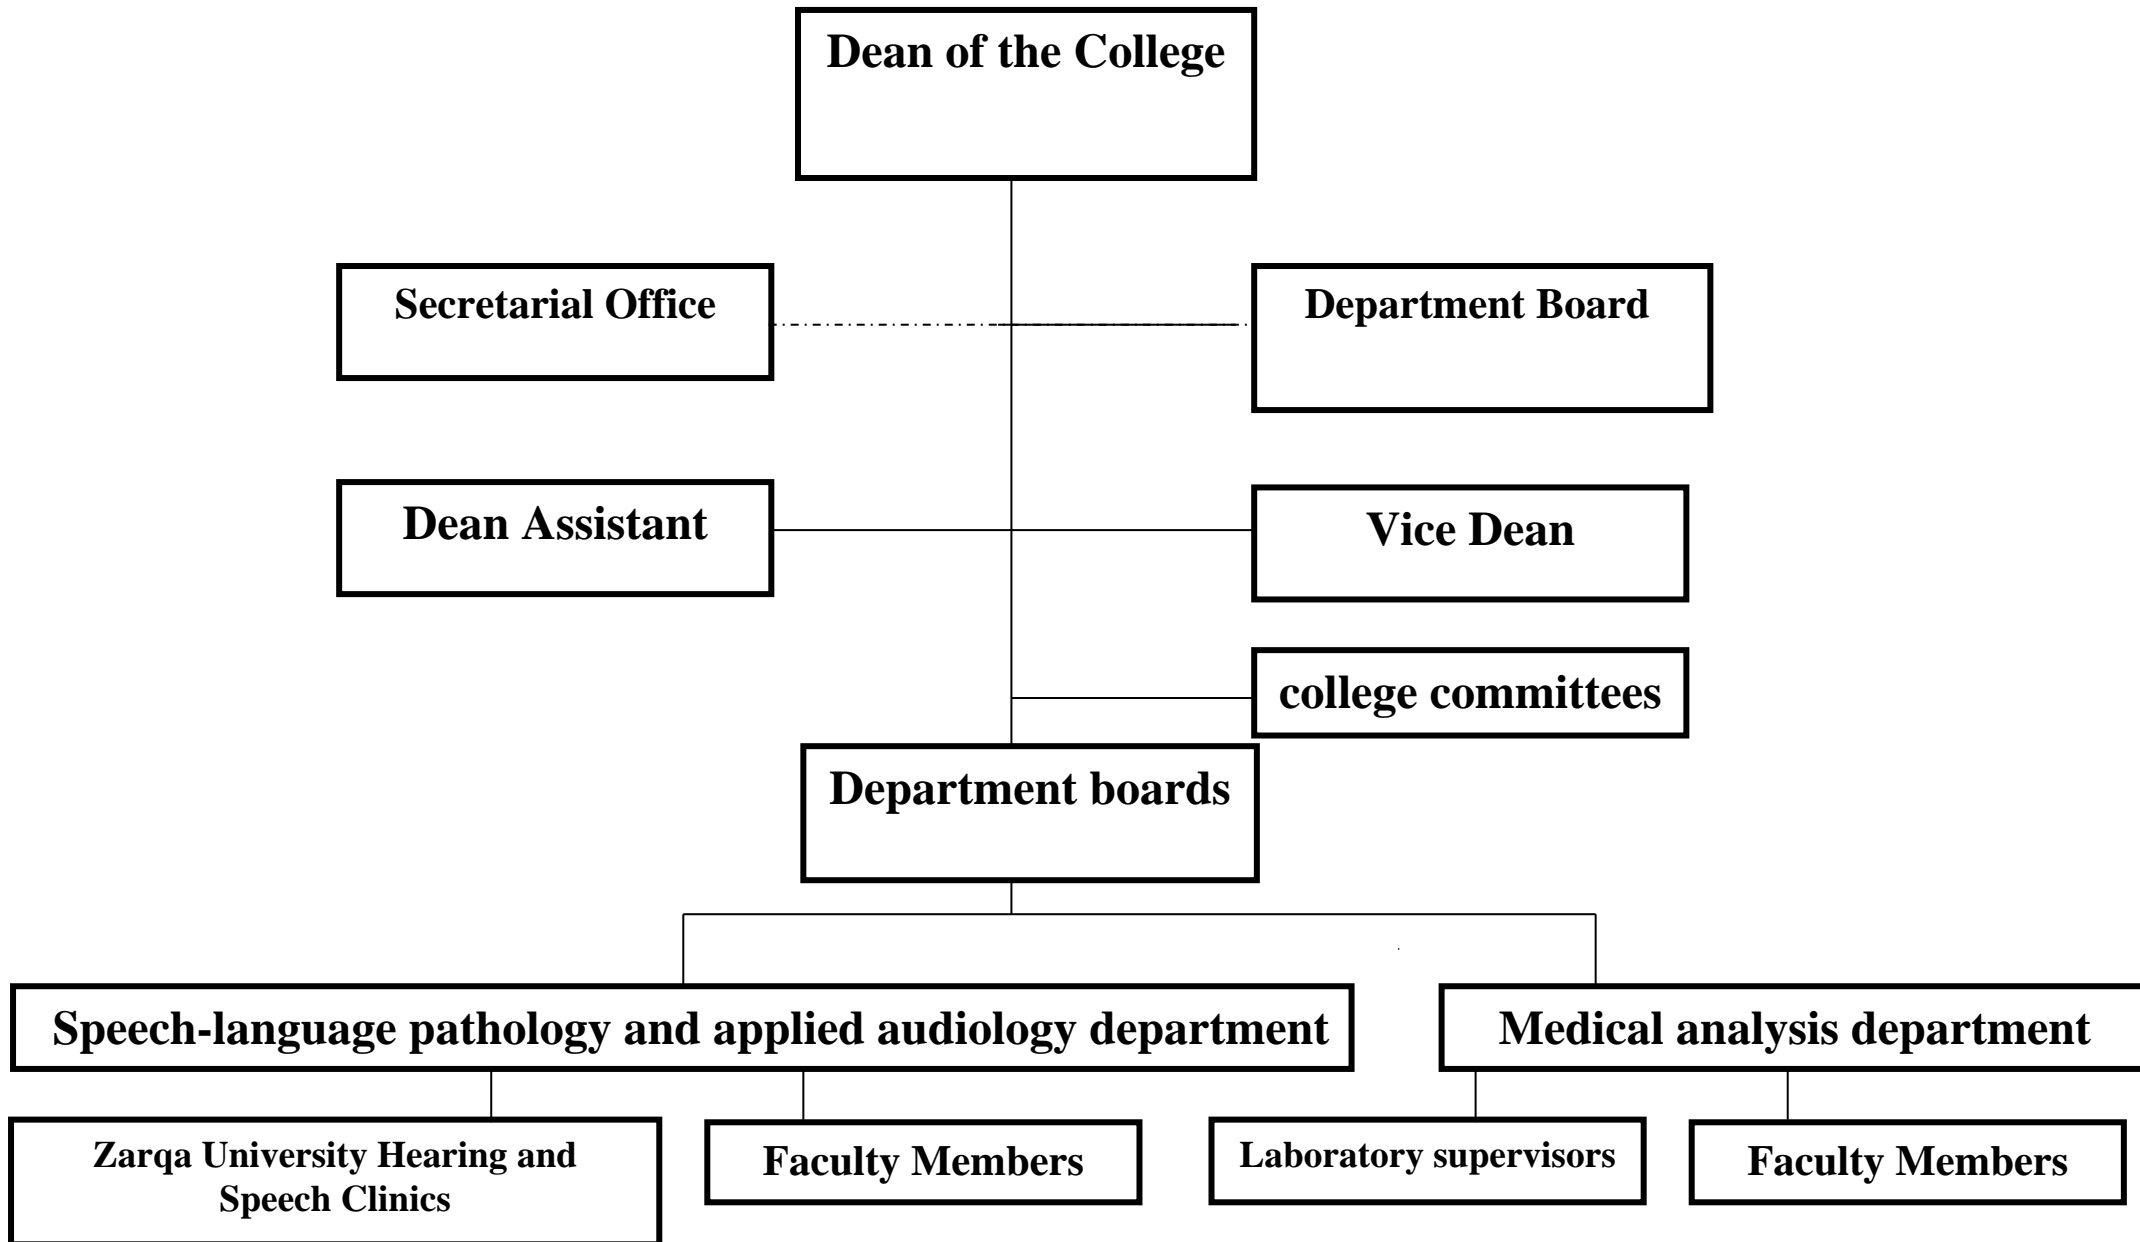 Dean of the College
Secretarial Office
Department Board
Dean Assistant
Vice Dean
college committees
Department boards
Speech-language pathology and applied audiology department
Medical analysis department
Zarqa University Hearing and
Speech Clinics
Faculty Members
Laboratory supervisors
Faculty Members